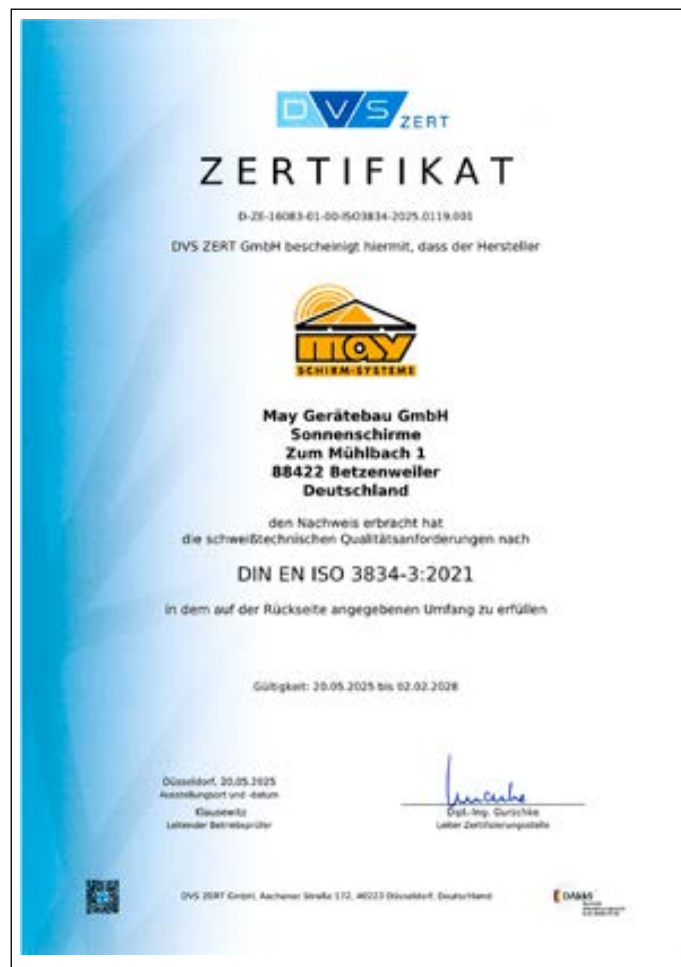 DVS ZERT
ZERTIFIKAT
D-ZE-16083-01-00-ISO3834-2025.0119.001
DVS ZERT GmbH bescheinigt hiermit, dass der Hersteller
may
SCHIRM-SYSTEME
May Gerätebau GmbH
Sonnenschirme
Zum Mühlbach 1
88422 Betzenweiler
Deutschland
den Nachweis erbracht hat
die schweißtechnischen Qualitätsanforderungen nach
DIN EN ISO 3834-3:2021
in dem auf der Rückseite angegebenen Umfang zu erfüllen
Gültigkeit: 20.05.2025 bis 02.02.2028
Düsseldorf, 20.05.2025
Ausstellungsort und -datum
Klausewitz
Leitender Betriebsprüfer
Dipl.-Ing. Gurschke
Leiter Zertifizierungsstelle
DVS ZERT GmbH, Aachener Straße 172, 40223 Düsseldorf, Deutschland
DAkkS